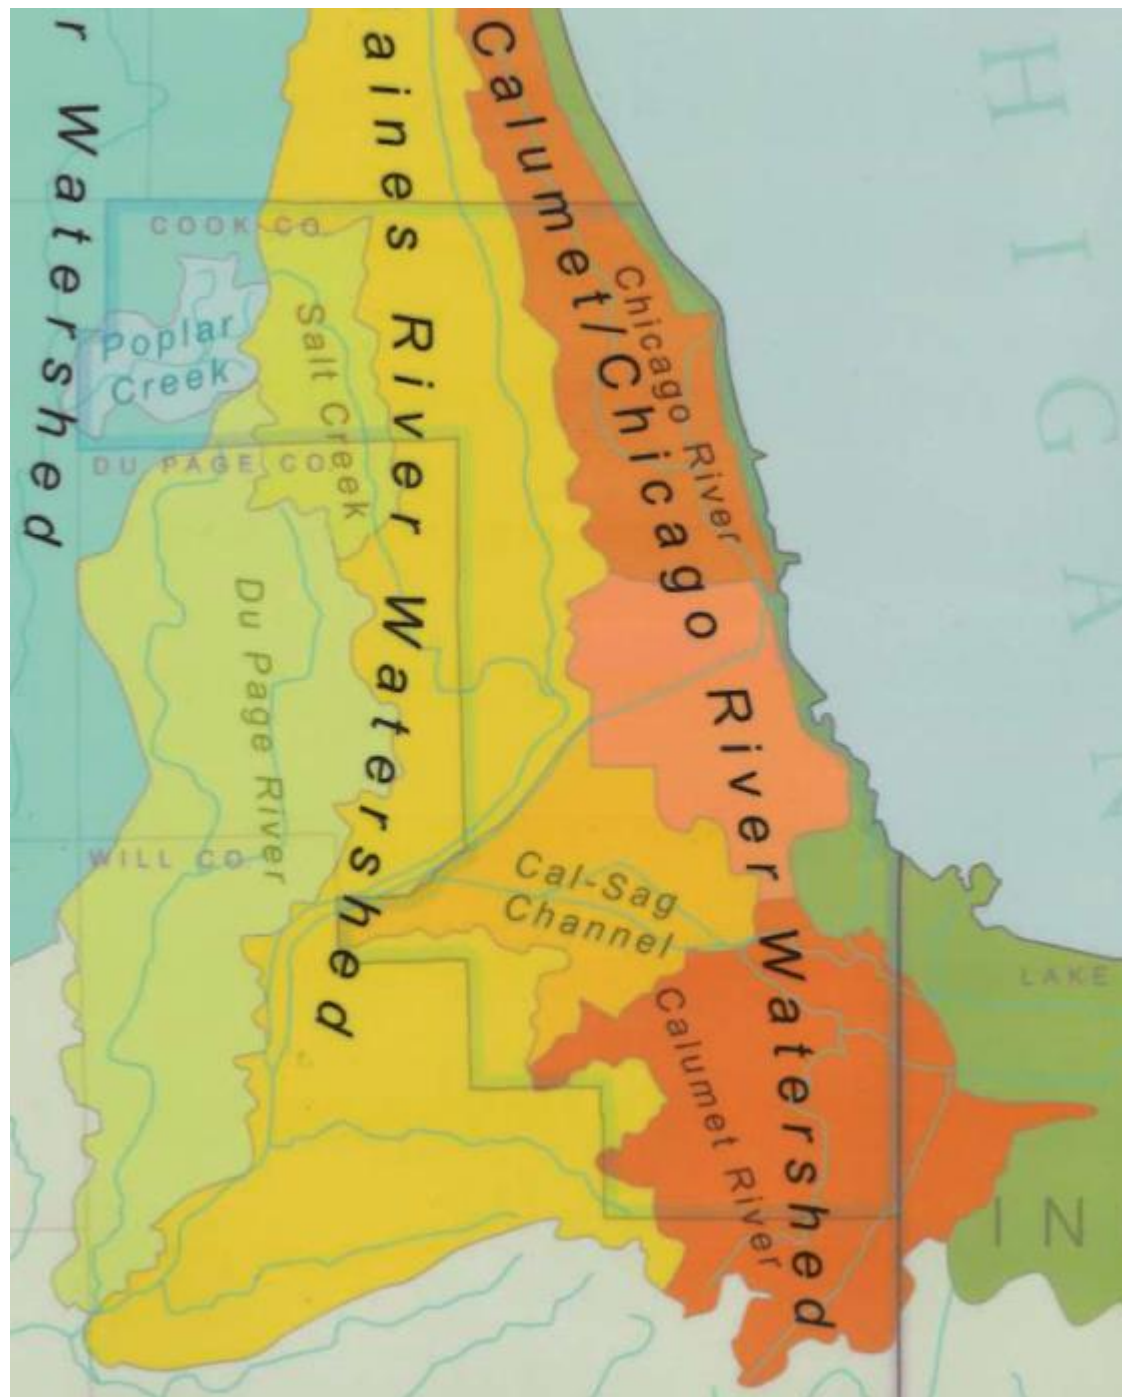 r Watershed
aines River Watershed
Calumet/Chicago River Watershed
HIGAN
COOK CO.
Poplar
Creek
Salt Creek
Chicago River
DU PAGE CO.
Du Page River
WILL CO.
Cal-Sag
Channel
Calumet River
LAKE
IN